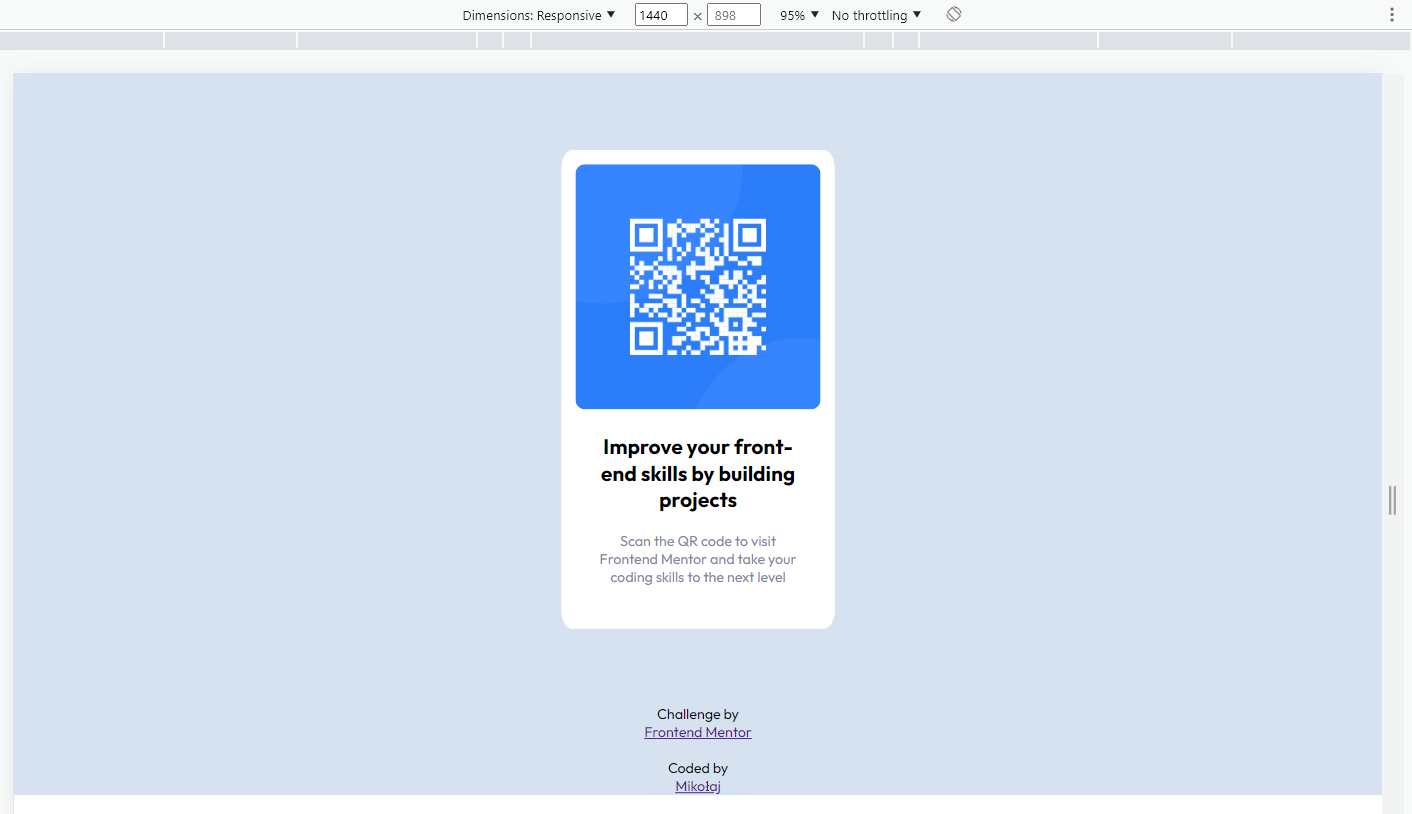 Dimensions: Responsive ▼ 1440 × 898 95% ▼ No throttling ▼
Improve your front-
end skills by building
projects
Scan the QR code to visit
Frontend Mentor and take your
coding skills to the next level
Challenge by
Frontend Mentor
Coded by
Mikołaj